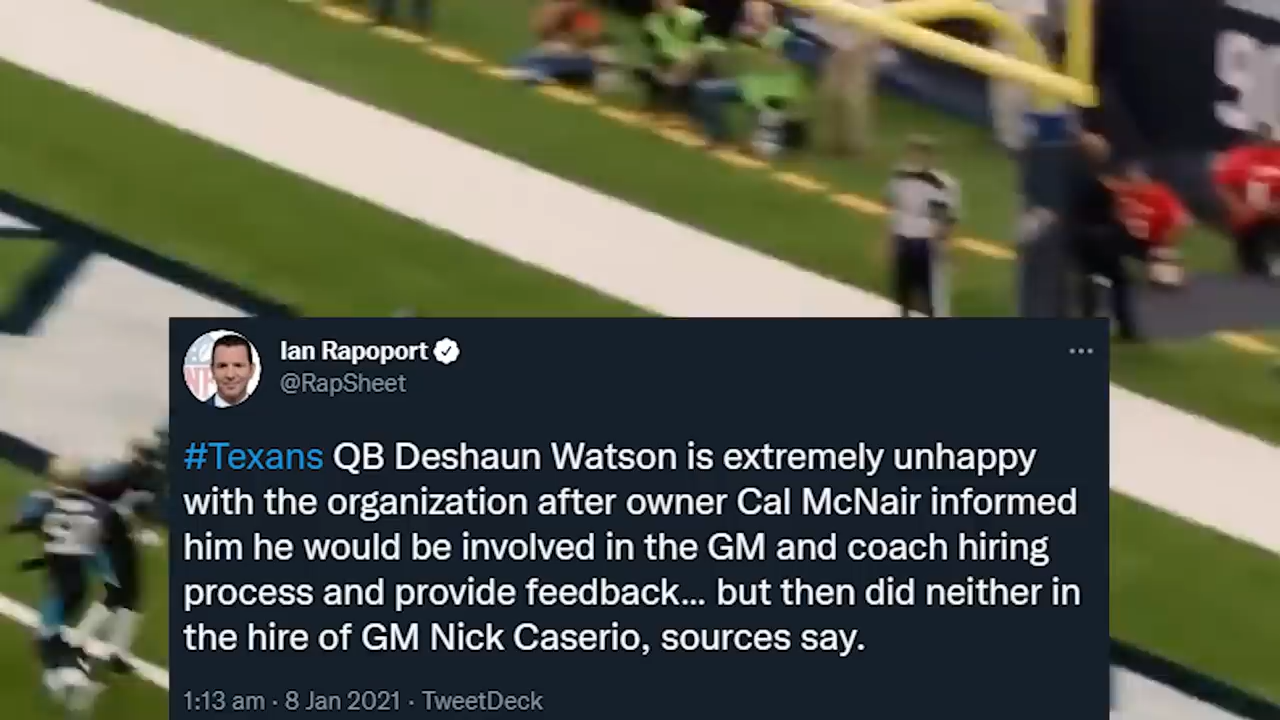 Ian Rapoport
@RapSheet
#Texans QB Deshaun Watson is extremely unhappy
with the organization after owner Cal McNair informed
him he would be involved in the GM and coach hiring
process and provide feedback... but then did neither in
the hire of GM Nick Caserio, sources say.
1:13 am · 8 Jan 2021 · TweetDeck